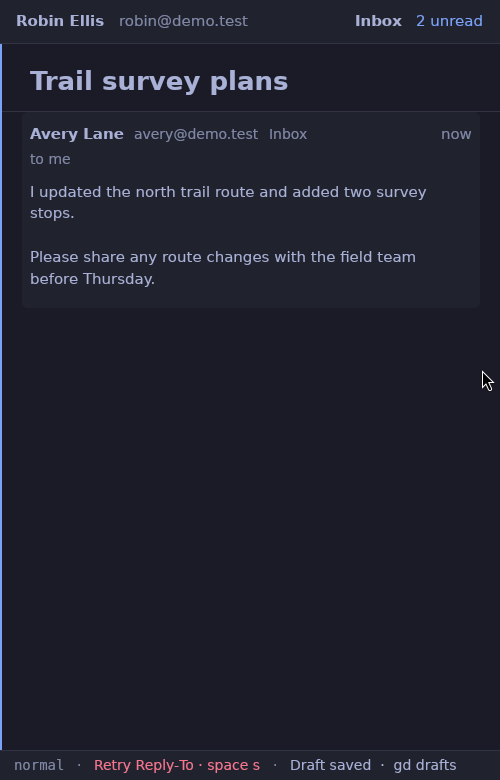 Robin Ellis robin@demo.test Inbox 2 unread
Trail survey plans
Avery Lane avery@demo.test Inbox now
to me
I updated the north trail route and added two survey
stops.
Please share any route changes with the field team
before Thursday.
normal · Retry Reply-To · space s · Draft saved · gd drafts